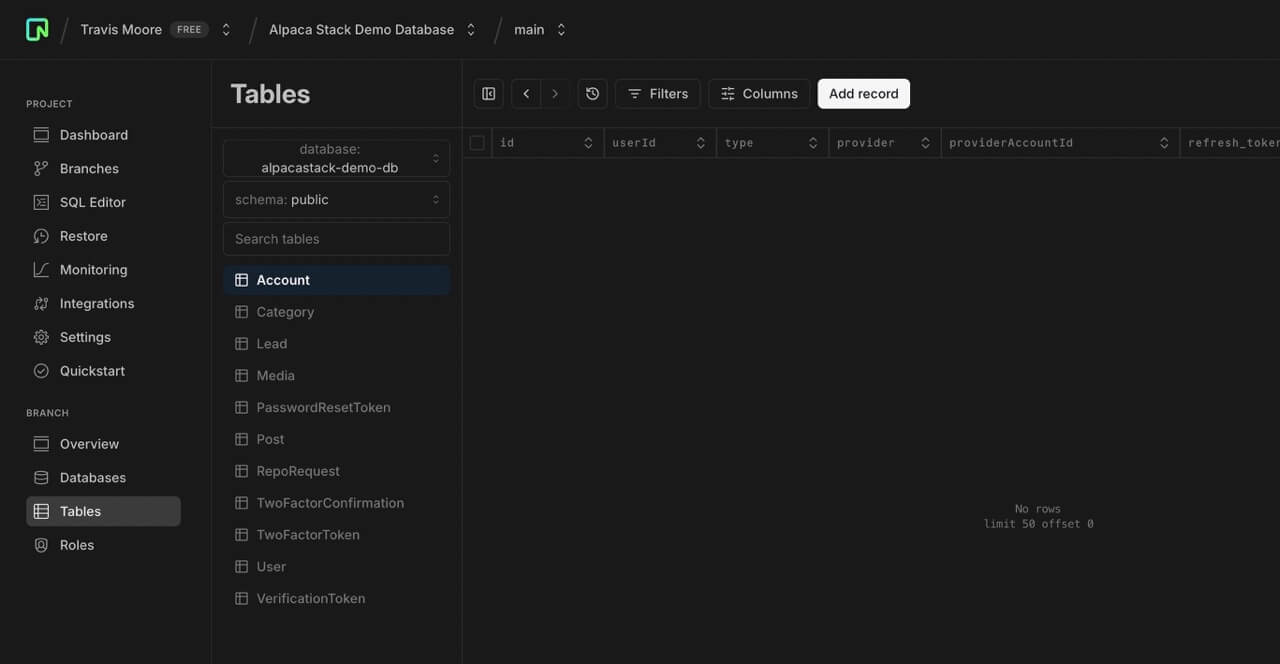 Travis Moore FREE
Alpaca Stack Demo Database
main
PROJECT
Dashboard
Branches
SQL Editor
Restore
Monitoring
Integrations
Settings
Quickstart
BRANCH
Overview
Databases
Tables
Roles
Tables
database:
alpacastack-demo-db
schema: public
Search tables
Account
Category
Lead
Media
PasswordResetToken
Post
RepoRequest
TwoFactorConfirmation
TwoFactorToken
User
VerificationToken
Filters
Columns
Add record
id userId type provider providerAccountId refresh_token
No rows
limit 50 offset 0